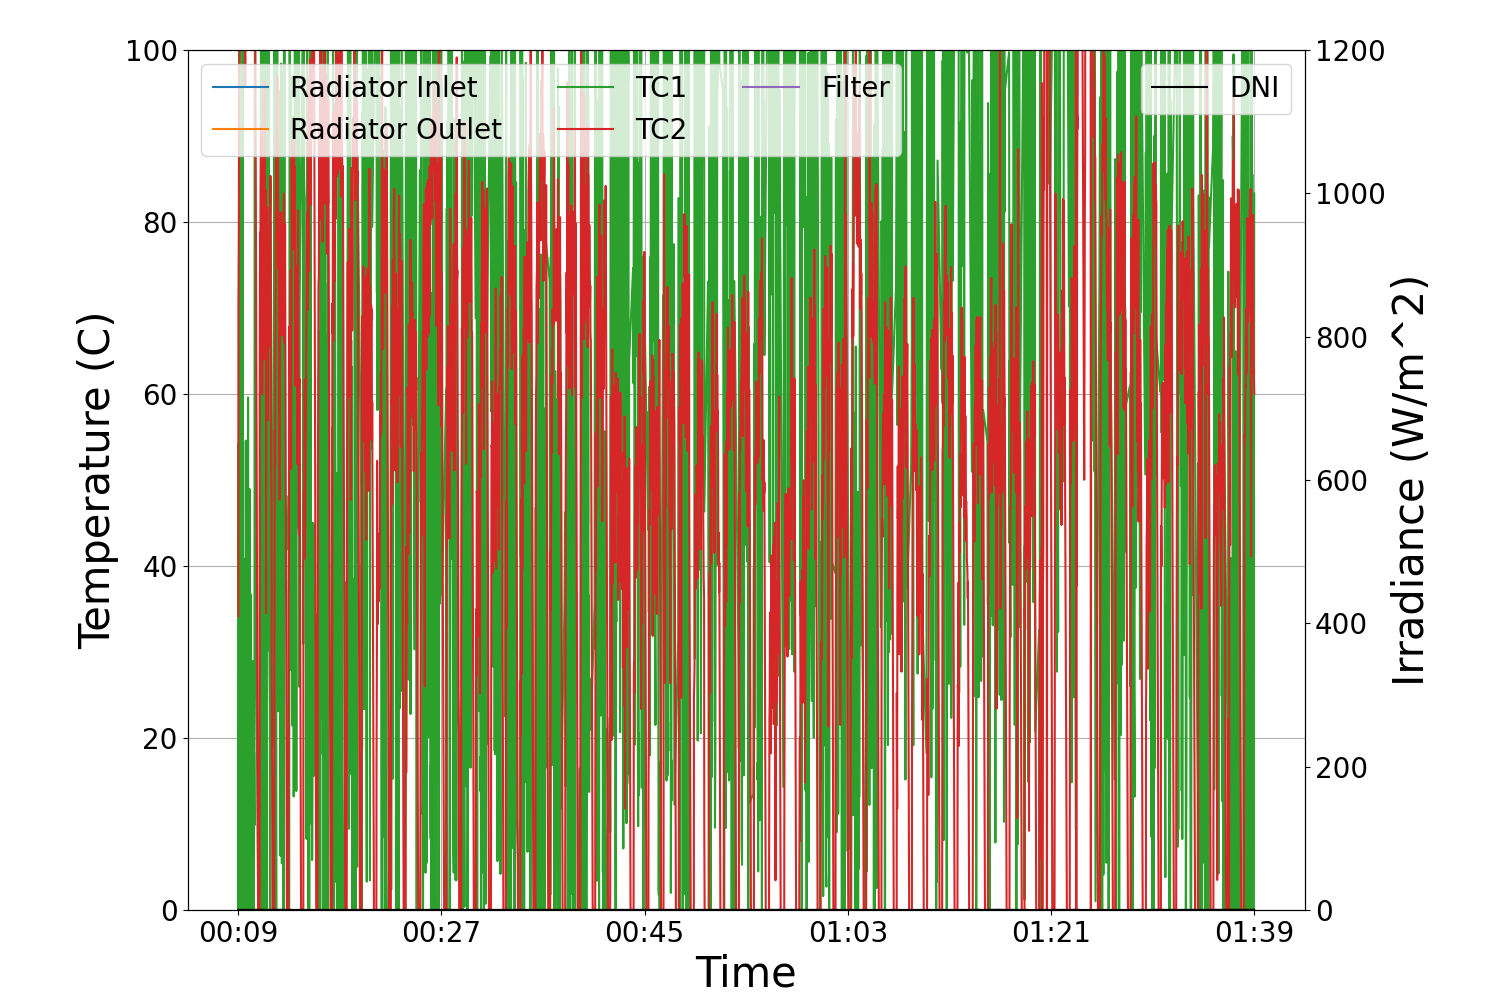 Temperature (C)
100
80
60
40
20
0
Radiator Inlet
Radiator Outlet
TC1
TC2
Filter
DNI
1200
1000
800
600
400
200
0
Irradiance (W/m^2)
00:09 00:27 00:45 01:03 01:21 01:39
Time